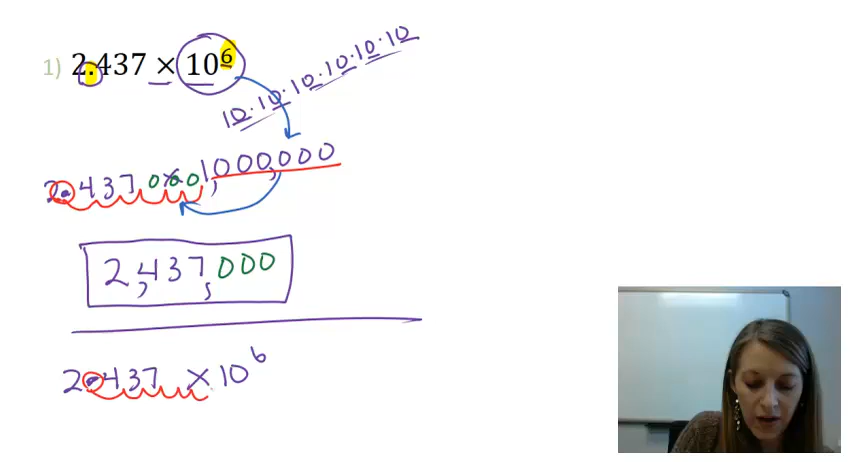 1) 2.437 × 10⁶
10·10·10·10·10·10
2.437000 × 1,000,000
2,437,000
2.437 × 10⁶